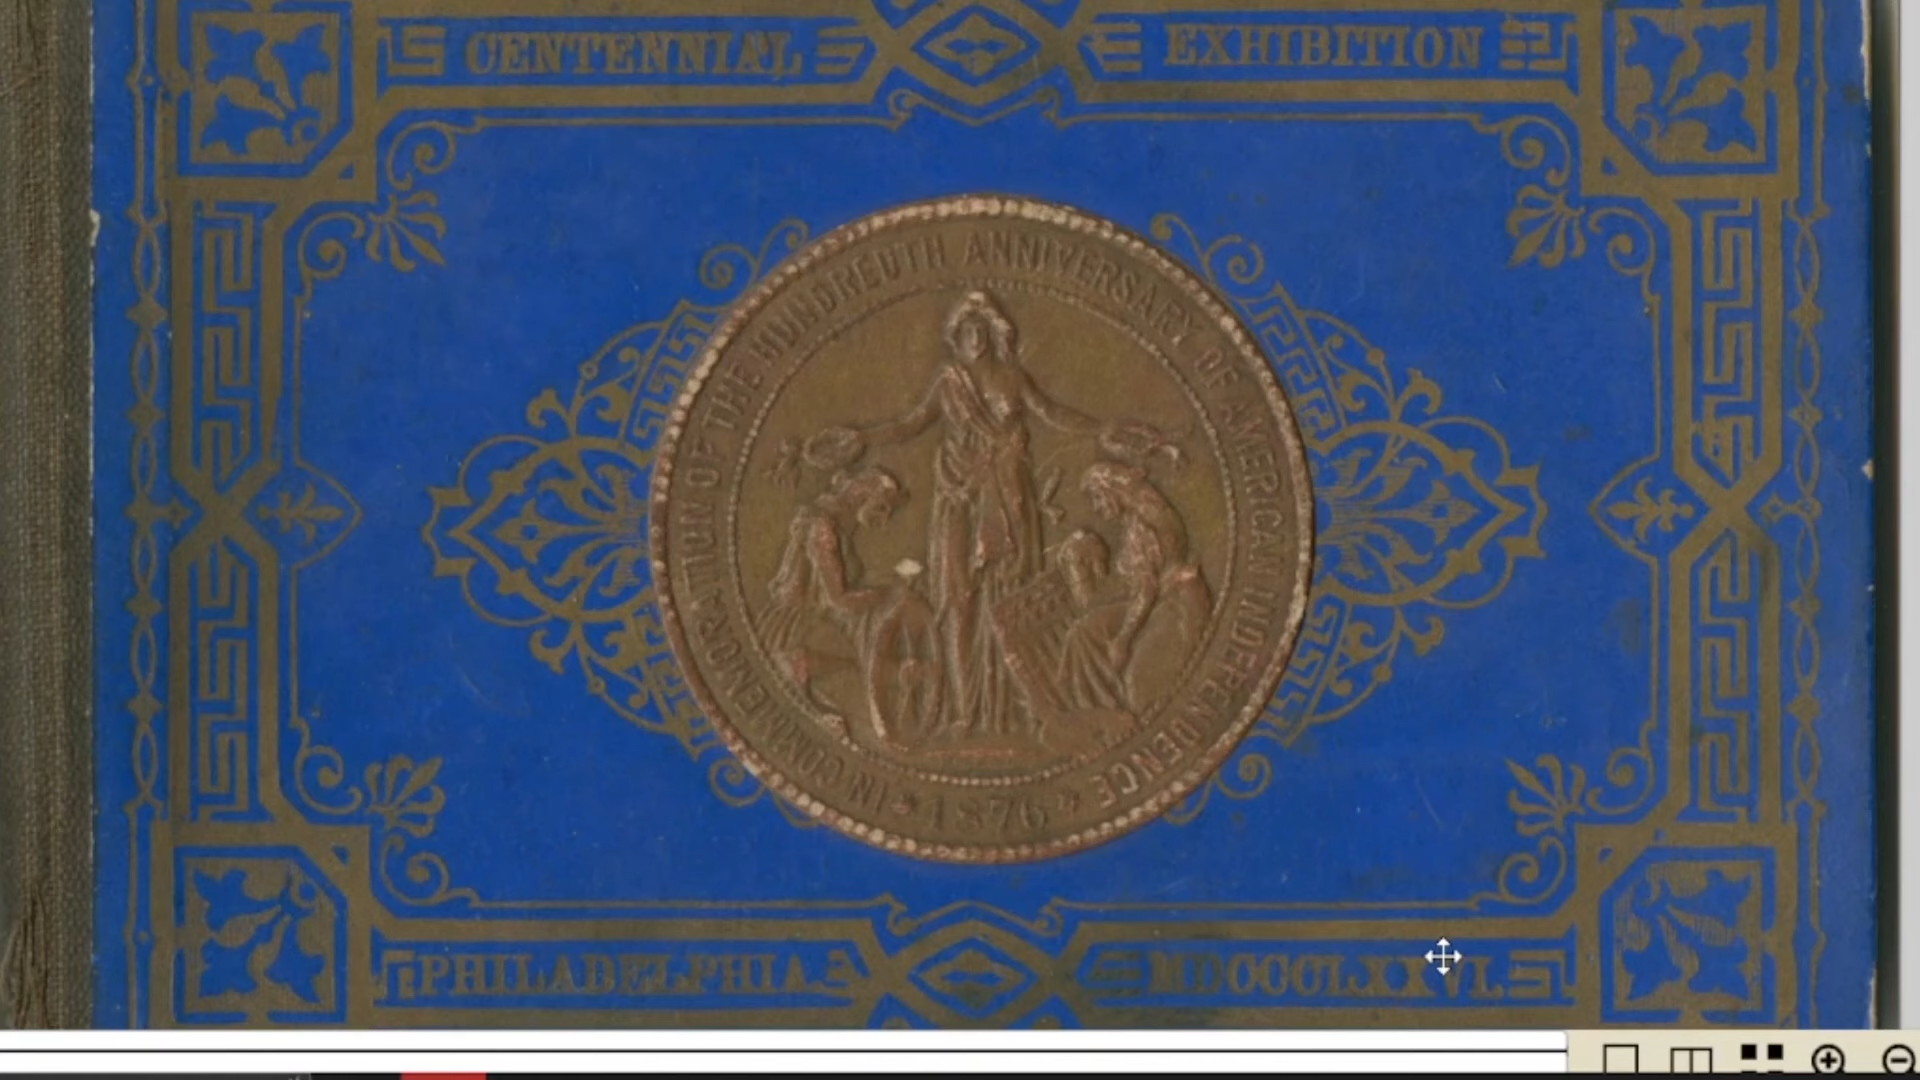 CENTENNIAL EXHIBITION
IN COMMEMORATION OF THE HUNDREDTH ANNIVERSARY OF AMERICAN INDEPENDENCE
* 1876 *
PHILADELPHIA MDCCCLXXVI.